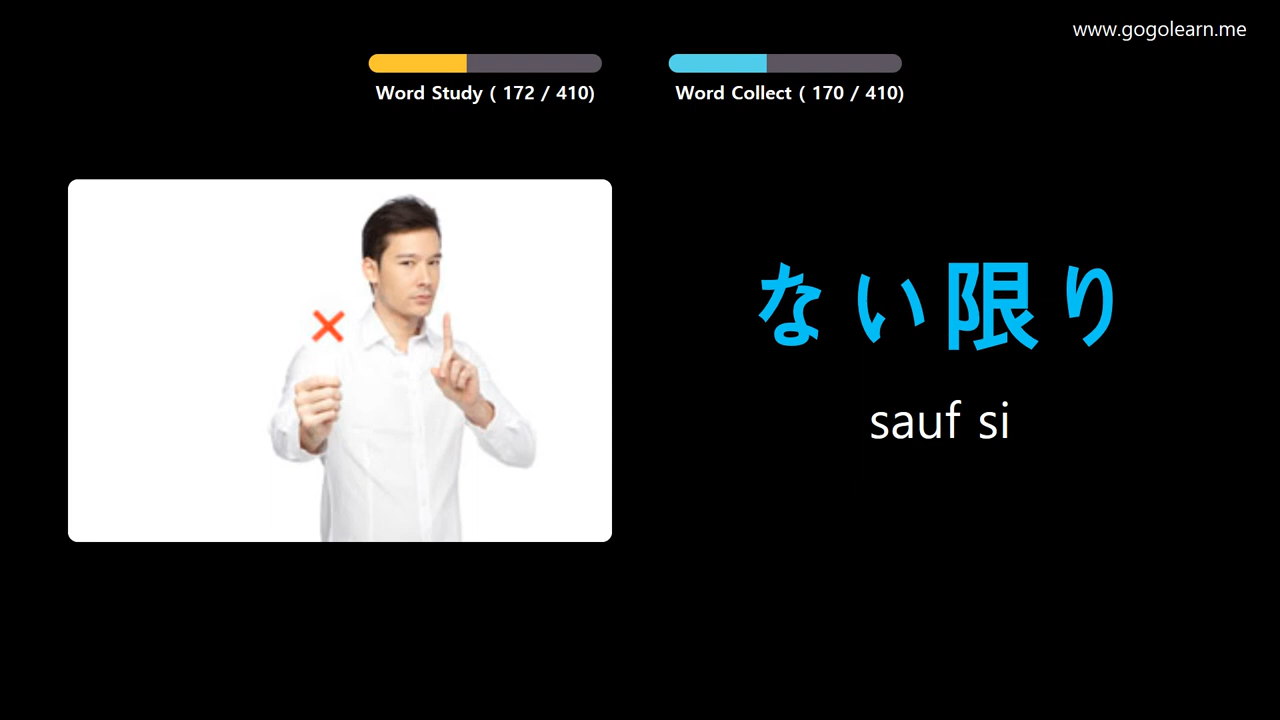 www.gogolearn.me
Word Study ( 172 / 410)
Word Collect ( 170 / 410)
ない限り
sauf si